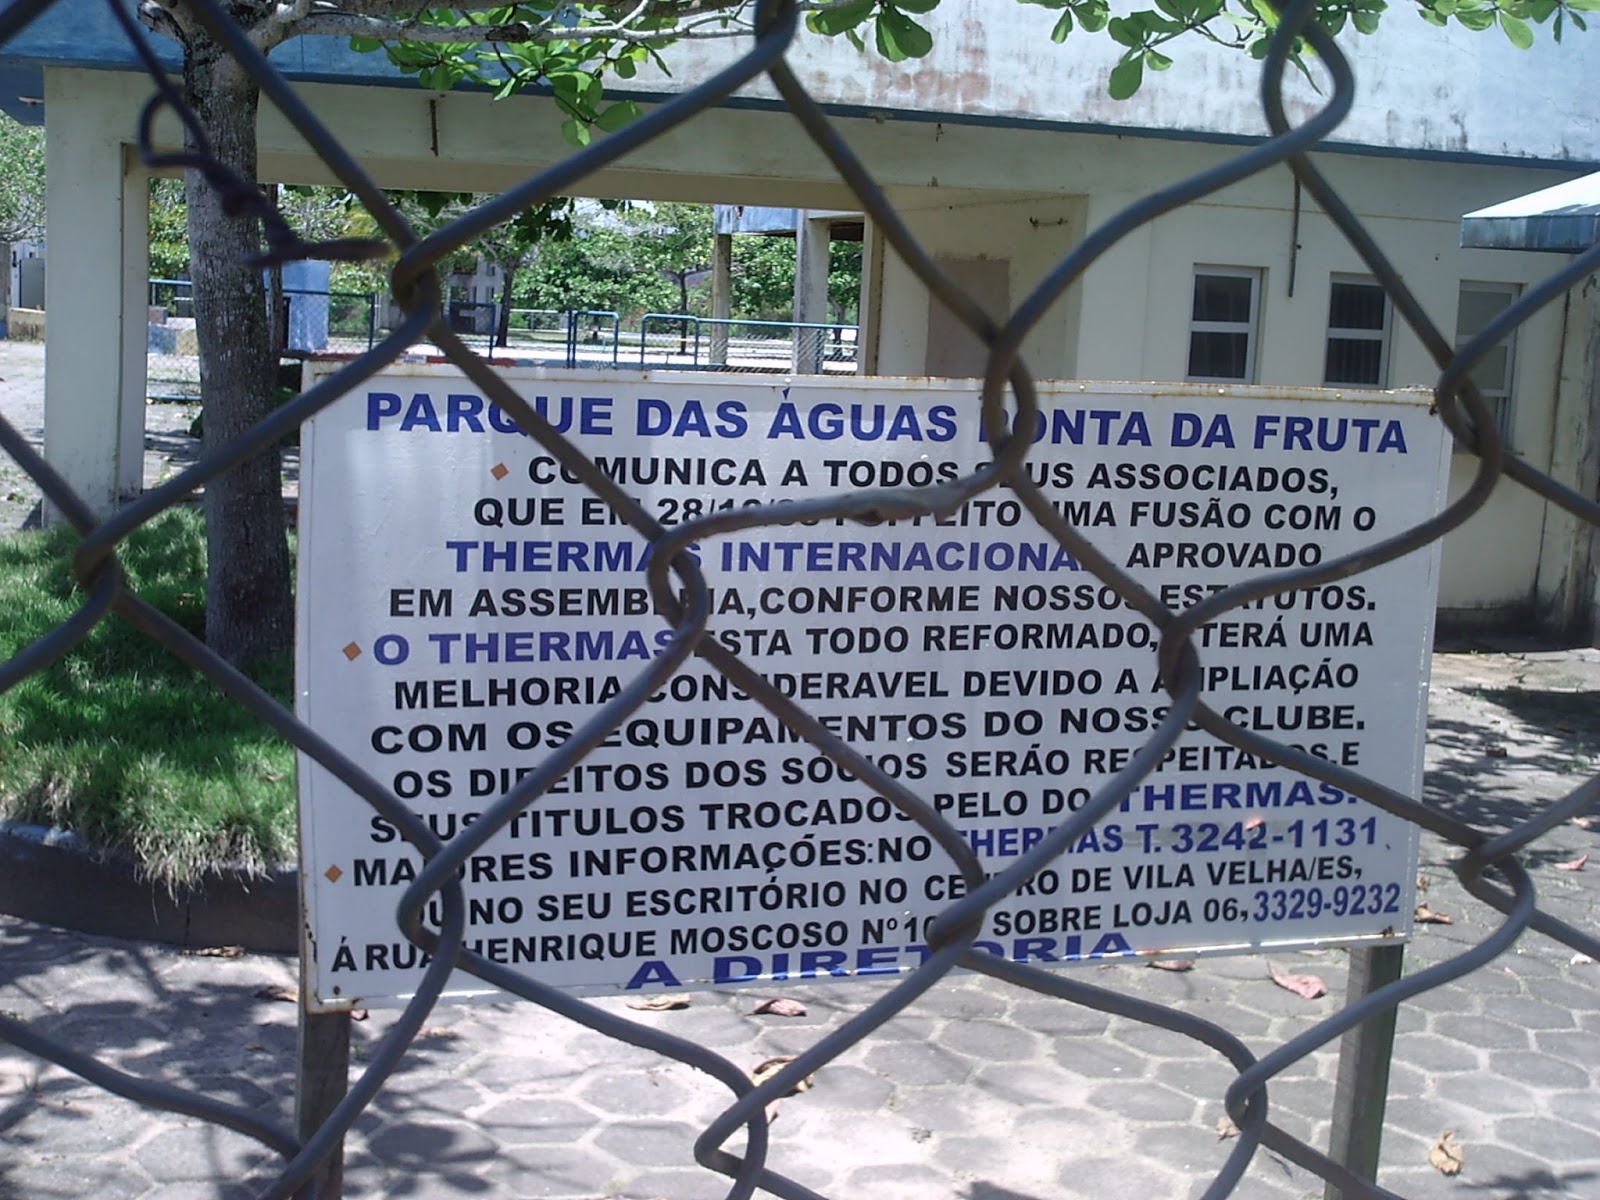 PARQUE DAS ÁGUAS PONTA DA FRUTA
COMUNICA A TODOS SEUS ASSOCIADOS,
QUE EM FEITO UMA FUSÃO COM O
THERMAS INTERNACIONAL APROVADO
EM ASSEMBLEIA,CONFORME NOSSOS ESTATUTOS.
O THERMAS ESTA TODO REFORMADO, TERÁ UMA
MELHORIA CONSIDERAVEL DEVIDO A AMPLIAÇÃO
COM OS EQUIPAMENTOS DO NOSSO CLUBE.
OS DIREITOS DOS SÓCIOS SERÃO RESPEITADOS.E
SEUS TITULOS TROCADOS PELO DO THERMAS.
MAIORES INFORMAÇÓES:NO THERMAS T. 3242-1131
OU NO SEU ESCRITÓRIO NO CENTRO DE VILA VELHA/ES,
Á RUA HENRIQUE MOSCOSO Nº SOBRE LOJA 06, 3329-9232
A DIRETORIA